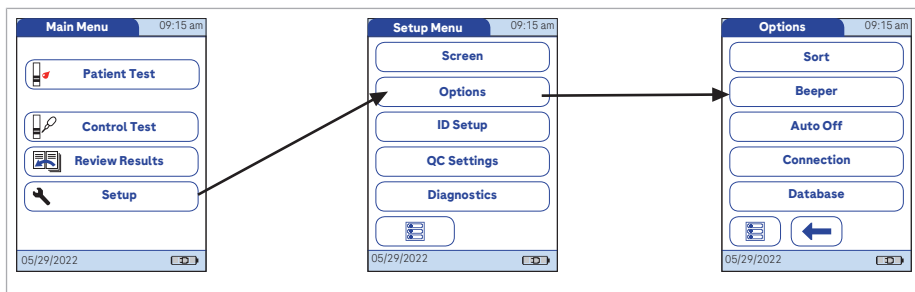 Main Menu 09:15 am
Patient Test
Control Test
Review Results
Setup
05/29/2022
Setup Menu 09:15 am
Screen
Options
ID Setup
QC Settings
Diagnostics
05/29/2022
Options 09:15 am
Sort
Beeper
Auto Off
Connection
Database
05/29/2022